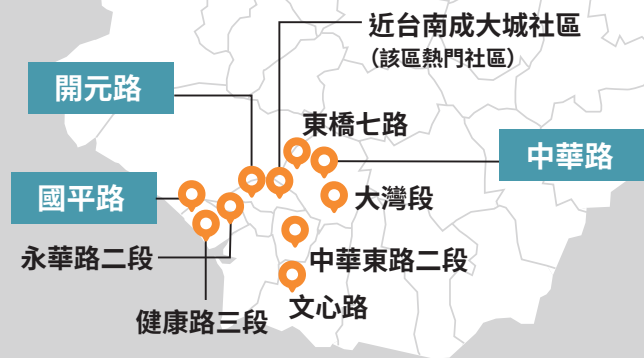 近台南成大城社區
（該區熱門社區）
開元路
東橋七路
中華路
國平路
大灣段
永華路二段
中華東路二段
文心路
健康路三段